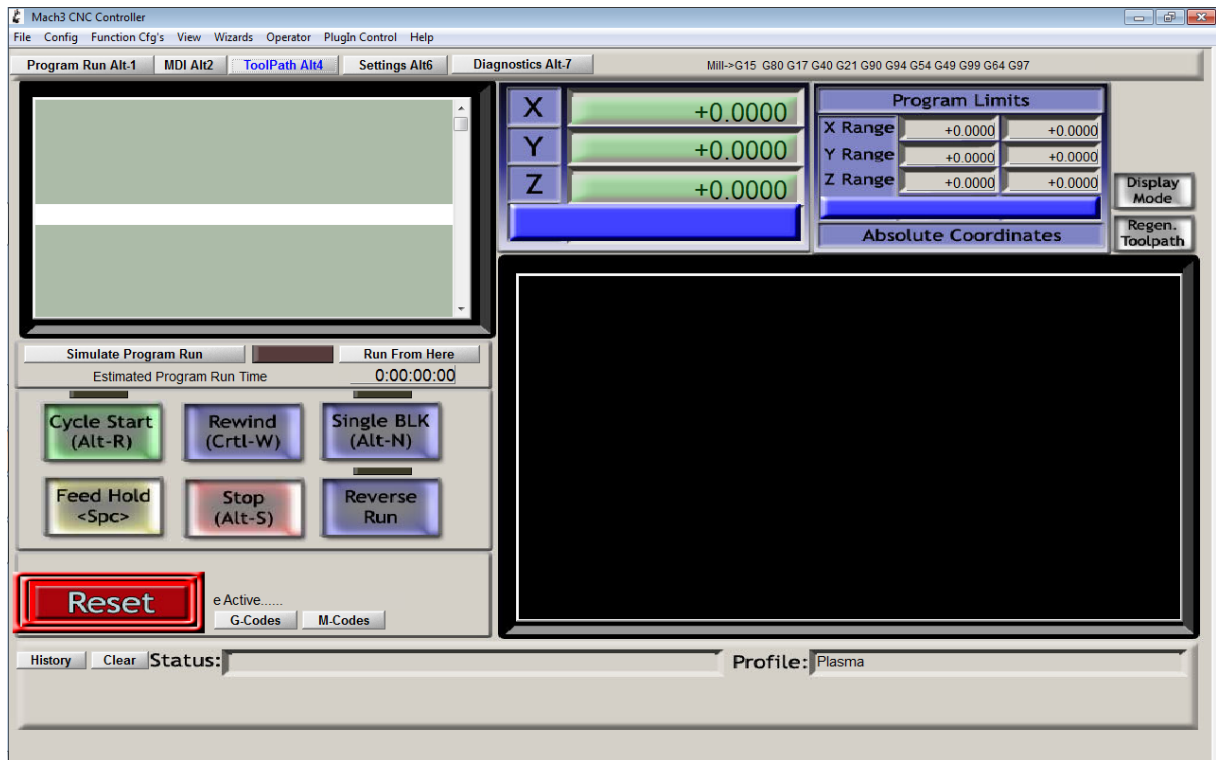 Mach3 CNC Controller
File Config Function Cfg's View Wizards Operator PlugIn Control Help
Program Run Alt-1 MDI Alt2 ToolPath Alt4 Settings Alt6 Diagnostics Alt-7 Mill->G15 G80 G17 G40 G21 G90 G94 G54 G49 G99 G64 G97
X +0.0000
Y +0.0000
Z +0.0000
Program Limits
X Range +0.0000 +0.0000
Y Range +0.0000 +0.0000
Z Range +0.0000 +0.0000
Absolute Coordinates
Display
Mode
Regen.
Toolpath
Simulate Program Run Run From Here
Estimated Program Run Time 0:00:00:00
Cycle Start
(Alt-R)
Rewind
(Crtl-W)
Single BLK
(Alt-N)
Feed Hold
<Spc>
Stop
(Alt-S)
Reverse
Run
Reset
e Active......
G-Codes M-Codes
History Clear Status: Profile: Plasma